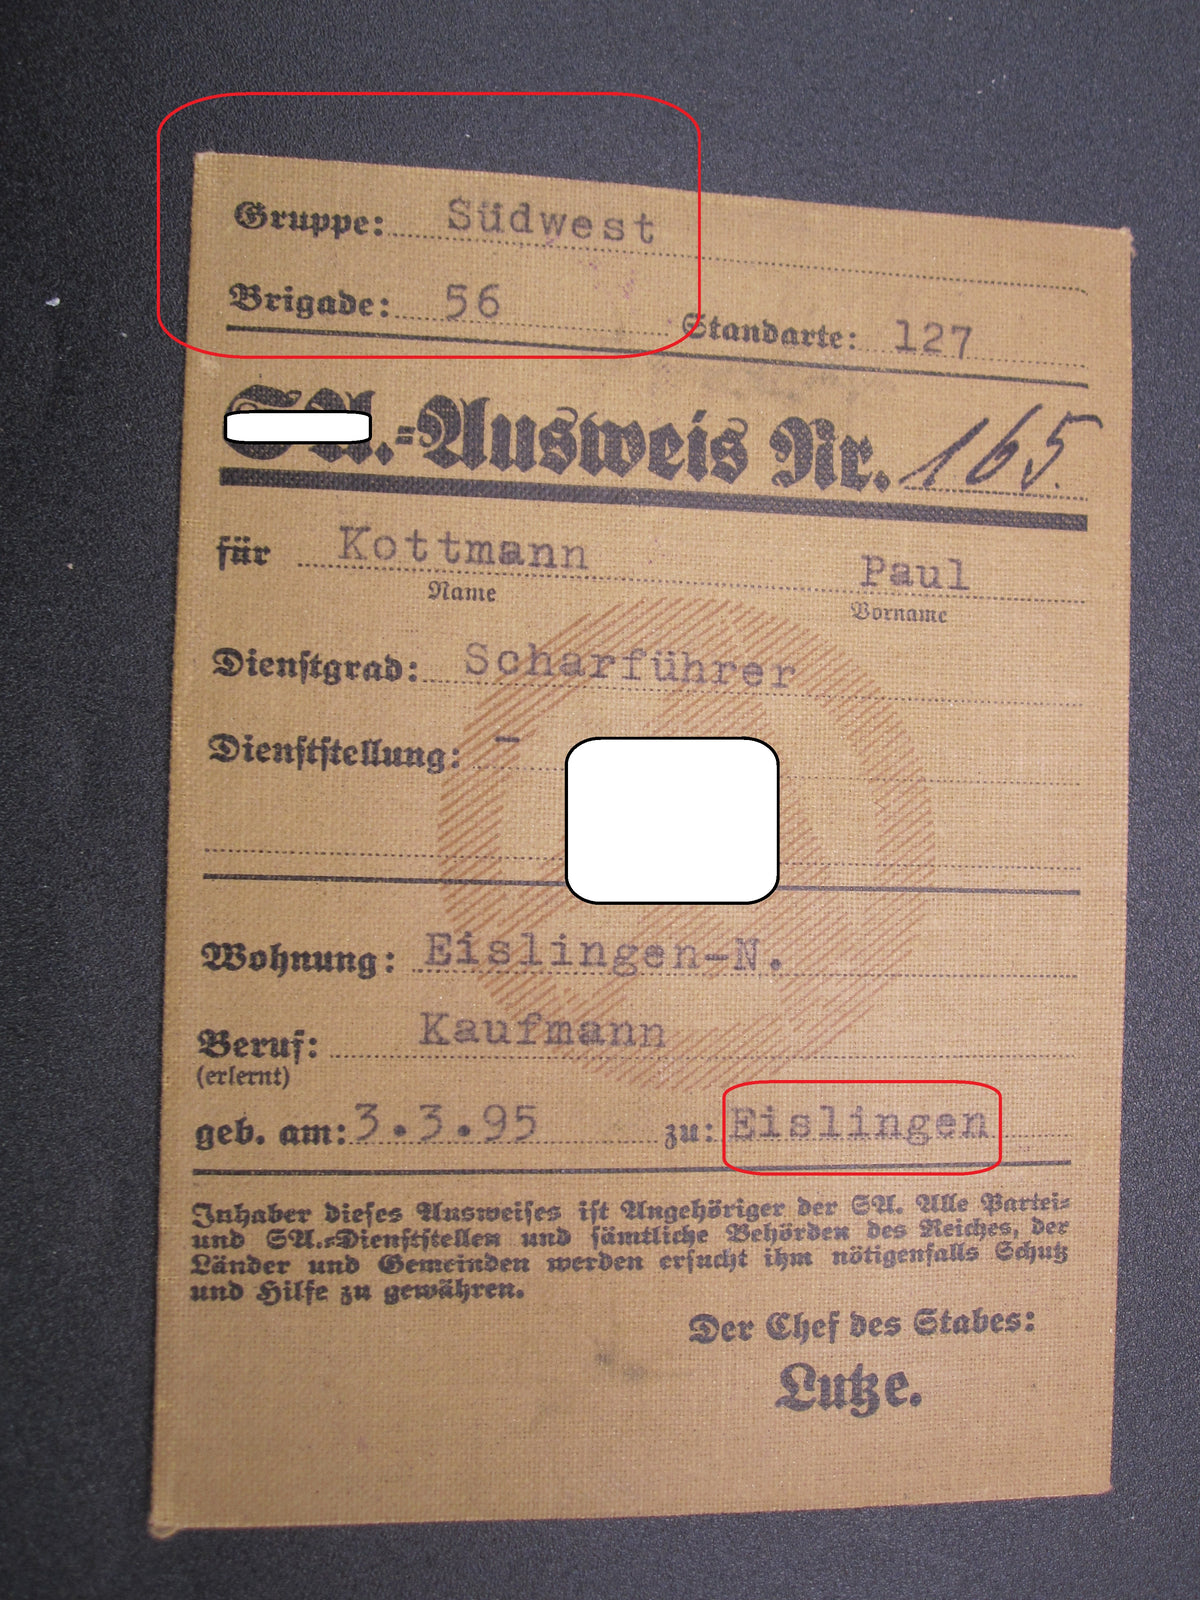 Gruppe: Südwest
Brigade: 56 Standarte: 127
SA.-Ausweis Nr. 165.
für Kottmann Paul
Name Vorname
Dienstgrad: Scharführer
Dienststellung: –
Wohnung: Eislingen-N.
Beruf: Kaufmann
(erlernt)
geb. am: 3.3.95 zu: Eislingen
Inhaber dieses Ausweises ist Angehöriger der SA. Alle Partei-
und SA.-Dienststellen und sämtliche Behörden des Reiches, der
Länder und Gemeinden werden ersucht ihm nötigenfalls Schutz
und Hilfe zu gewähren.
Der Chef des Stabes:
Lutze.